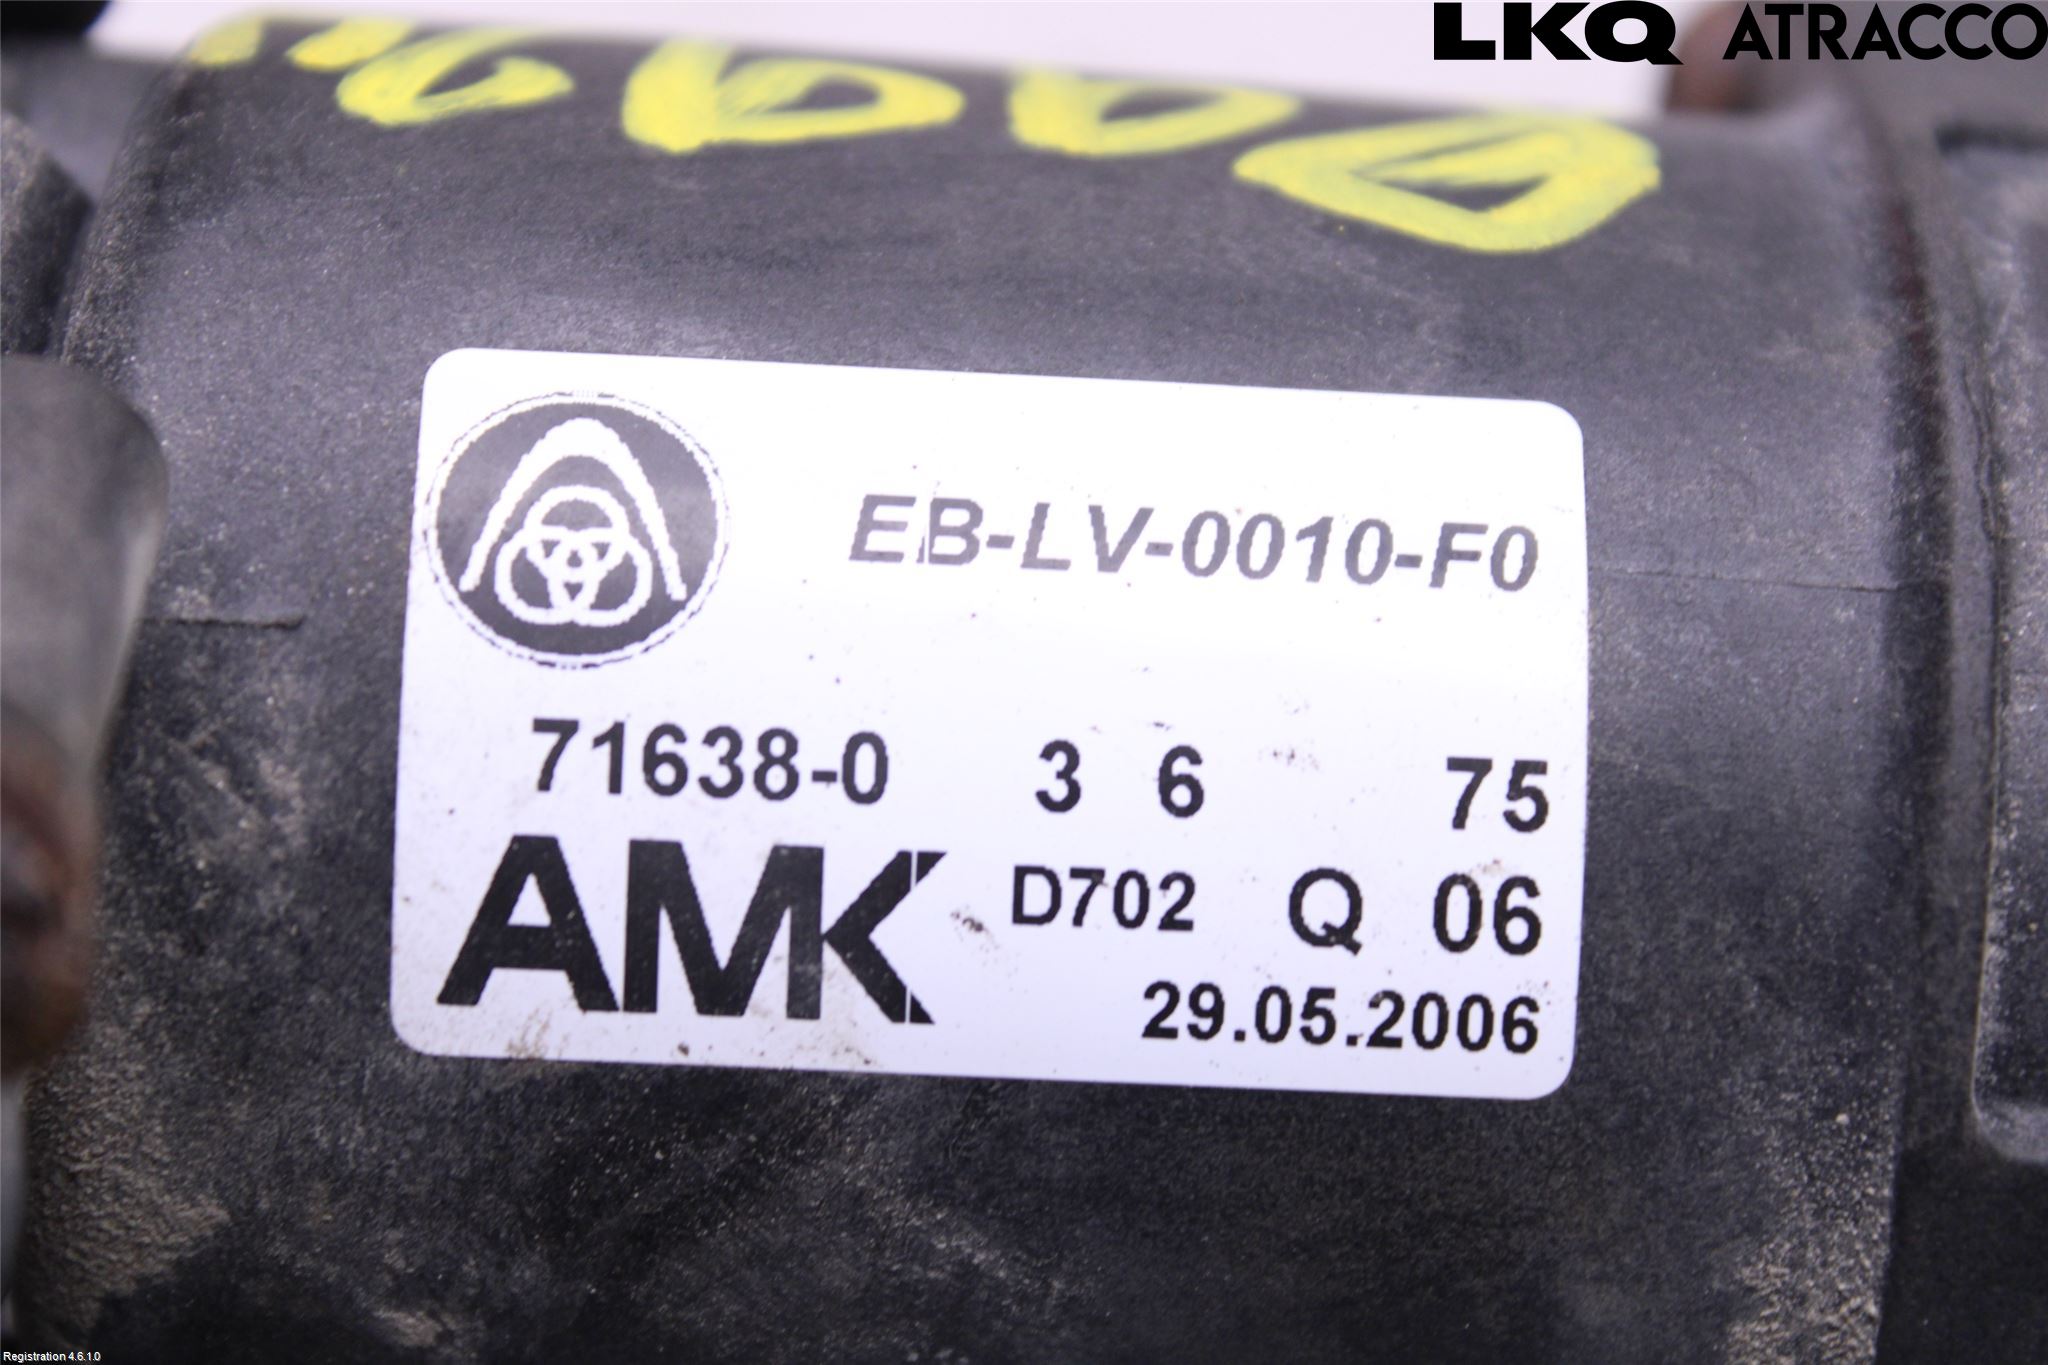 LKQ ATRACCO
EB-LV-0010-F0
71638-0 3 6 75
AMK D702 Q 06
29.05.2006
Registration 4.6.1.0